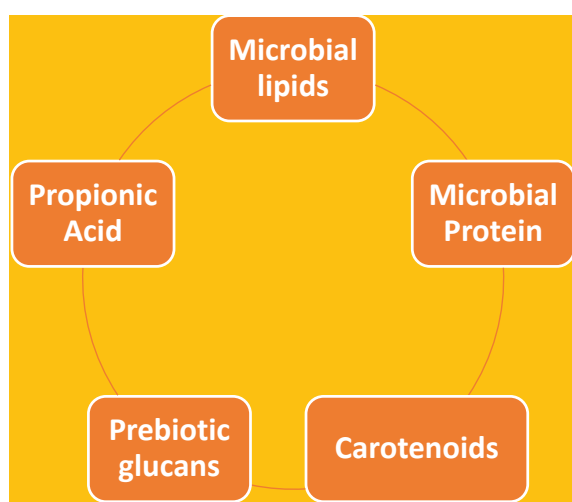 Microbial
lipids
Propionic
Acid
Microbial
Protein
Prebiotic
glucans
Carotenoids